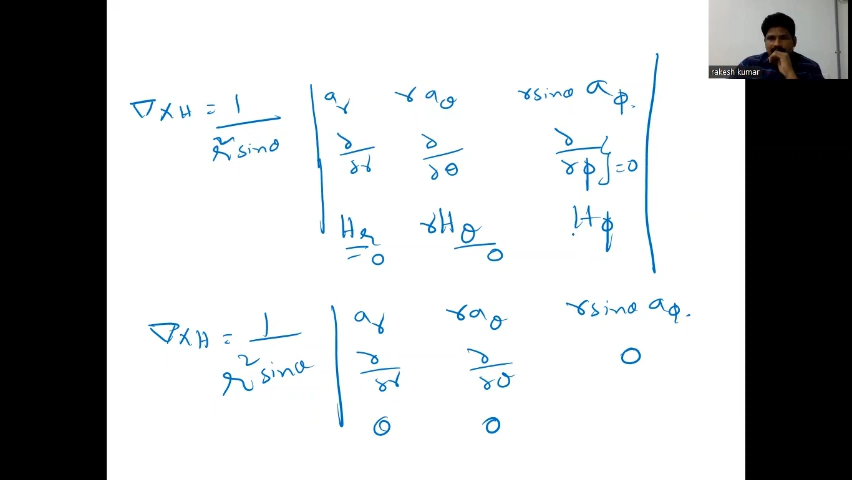 rakesh kumar
∇×H = 1/(r² sinθ) | a_r  r a_θ  r sinθ a_φ. |
| ∂/∂r  ∂/∂θ  ∂/∂φ } = 0 |
| H_r = 0  r H_θ 0  H_φ |
∇×H = 1/(r² sinθ) | a_r  r a_θ  r sinθ a_φ.
| ∂/∂r  ∂/∂θ  0
| 0  0